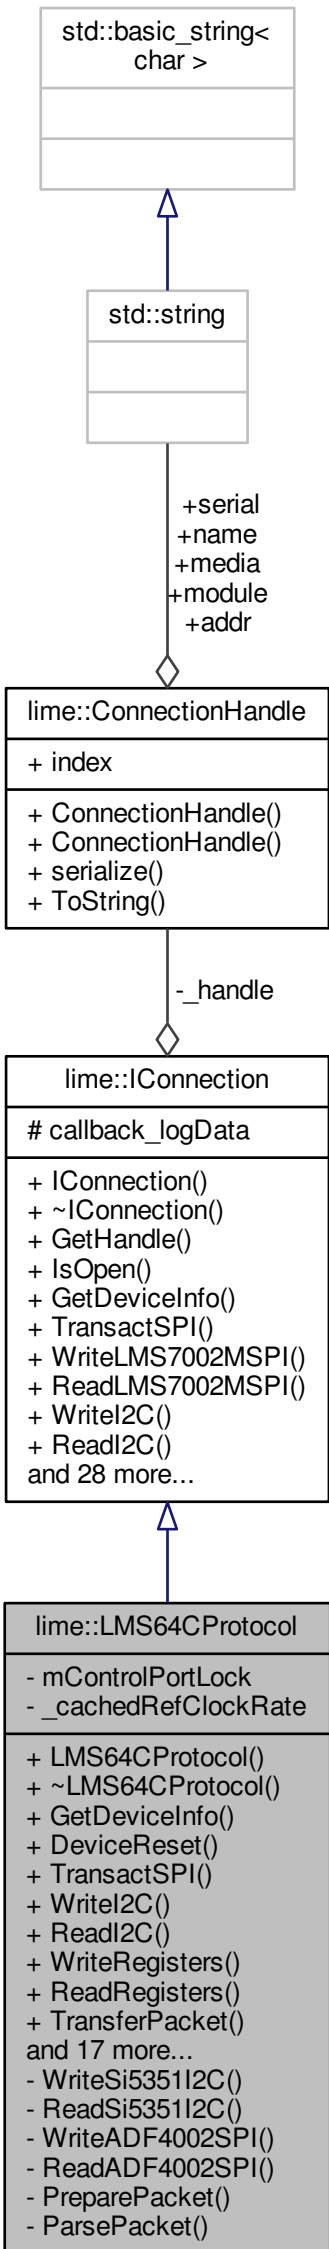 std::basic_string<
char >
std::string
+serial
+name
+media
+module
+addr
lime::ConnectionHandle
+ index
+ ConnectionHandle()
+ ConnectionHandle()
+ serialize()
+ ToString()
-_handle
lime::IConnection
# callback_logData
+ IConnection()
+ ~IConnection()
+ GetHandle()
+ IsOpen()
+ GetDeviceInfo()
+ TransactSPI()
+ WriteLMS7002MSPI()
+ ReadLMS7002MSPI()
+ WriteI2C()
+ ReadI2C()
and 28 more...
lime::LMS64CProtocol
- mControlPortLock
- _cachedRefClockRate
+ LMS64CProtocol()
+ ~LMS64CProtocol()
+ GetDeviceInfo()
+ DeviceReset()
+ TransactSPI()
+ WriteI2C()
+ ReadI2C()
+ WriteRegisters()
+ ReadRegisters()
+ TransferPacket()
and 17 more...
- WriteSi5351I2C()
- ReadSi5351I2C()
- WriteADF4002SPI()
- ReadADF4002SPI()
- PreparePacket()
- ParsePacket()